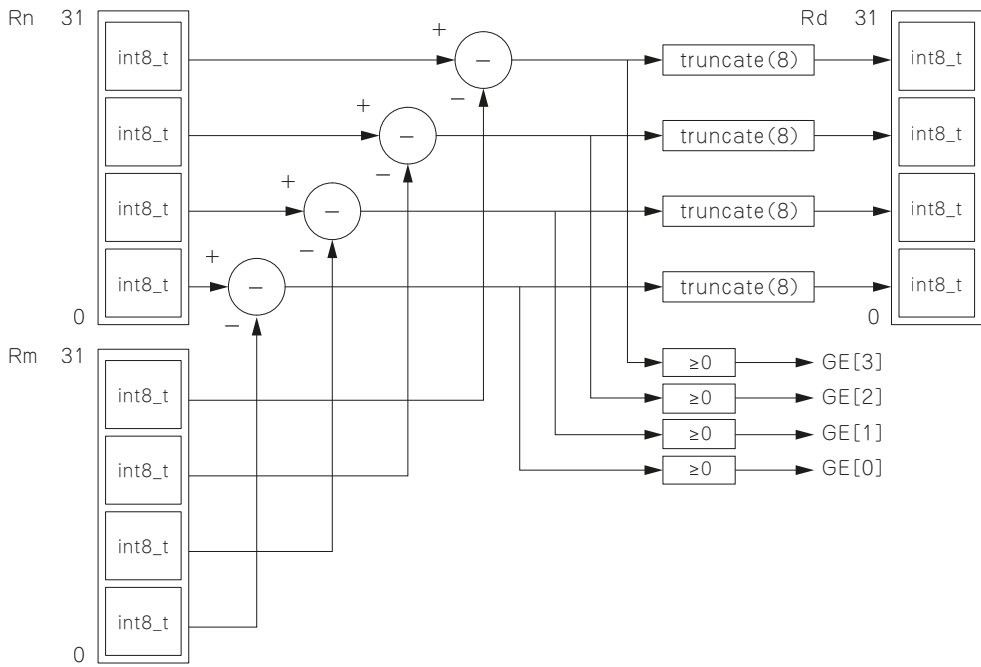 Rn 31
Rd 31
+
int8_t
−
truncate(8)
int8_t
−
+
int8_t
−
truncate(8)
int8_t
−
+
int8_t
−
truncate(8)
int8_t
−
+
int8_t
−
truncate(8)
int8_t
−
0
0
Rm 31
≥0
GE[3]
int8_t
≥0
GE[2]
≥0
GE[1]
int8_t
≥0
GE[0]
int8_t
int8_t
0